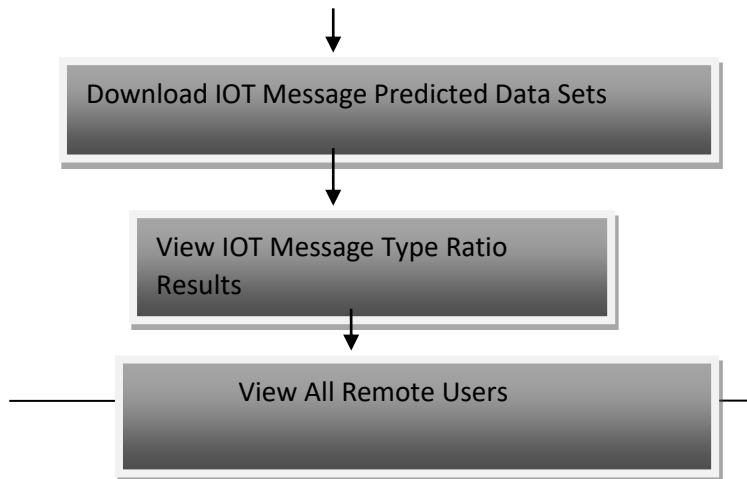 Download IOT Message Predicted Data Sets
View IOT Message Type Ratio
Results
View All Remote Users